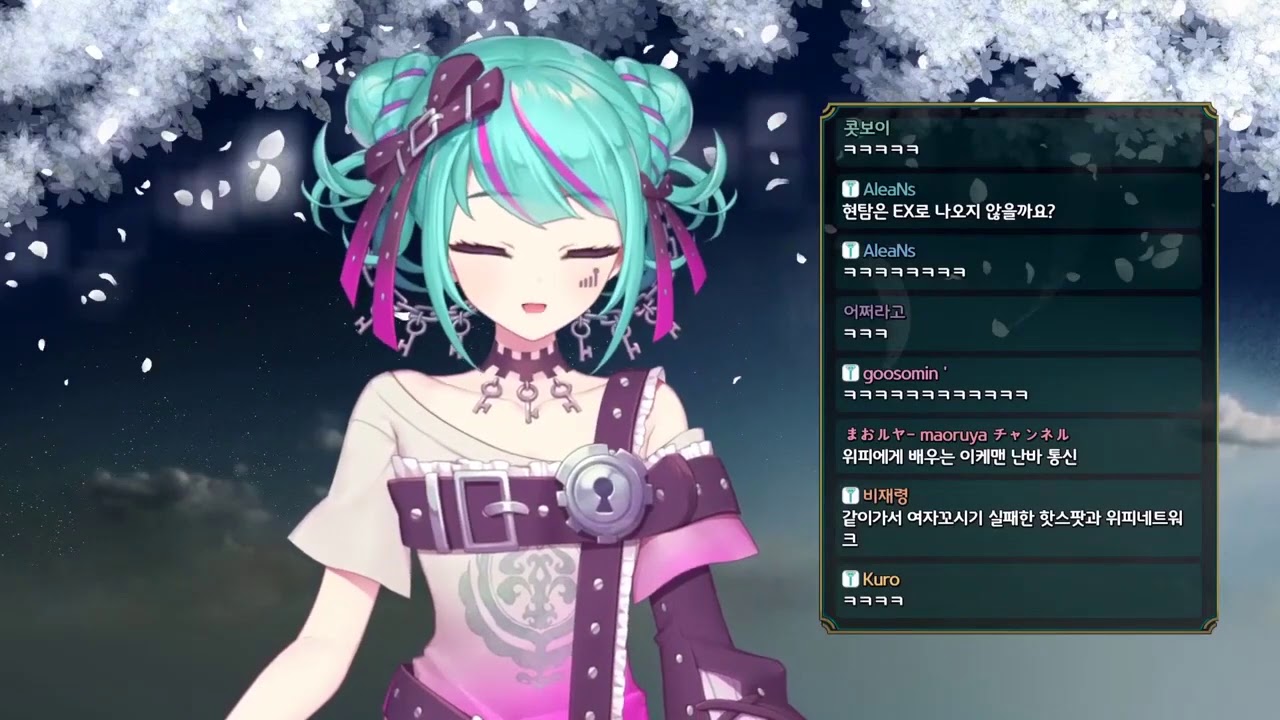 콧보이
ㅋㅋㅋㅋㅋ
AleaNs
현탐은 EX로 나오지 않을까요?
AleaNs
ㅋㅋㅋㅋㅋㅋㅋㅋ
어쩌라고
ㅋㅋㅋ
goosomin '
ㅋㅋㅋㅋㅋㅋㅋㅋㅋㅋㅋㅋ
まおルヤ- maoruya チャンネル
위피에게 배우는 이케맨 난바 통신
비재령
같이가서 여자꼬시기 실패한 핫스팟과 위피네트워
크
Kuro
ㅋㅋㅋㅋ